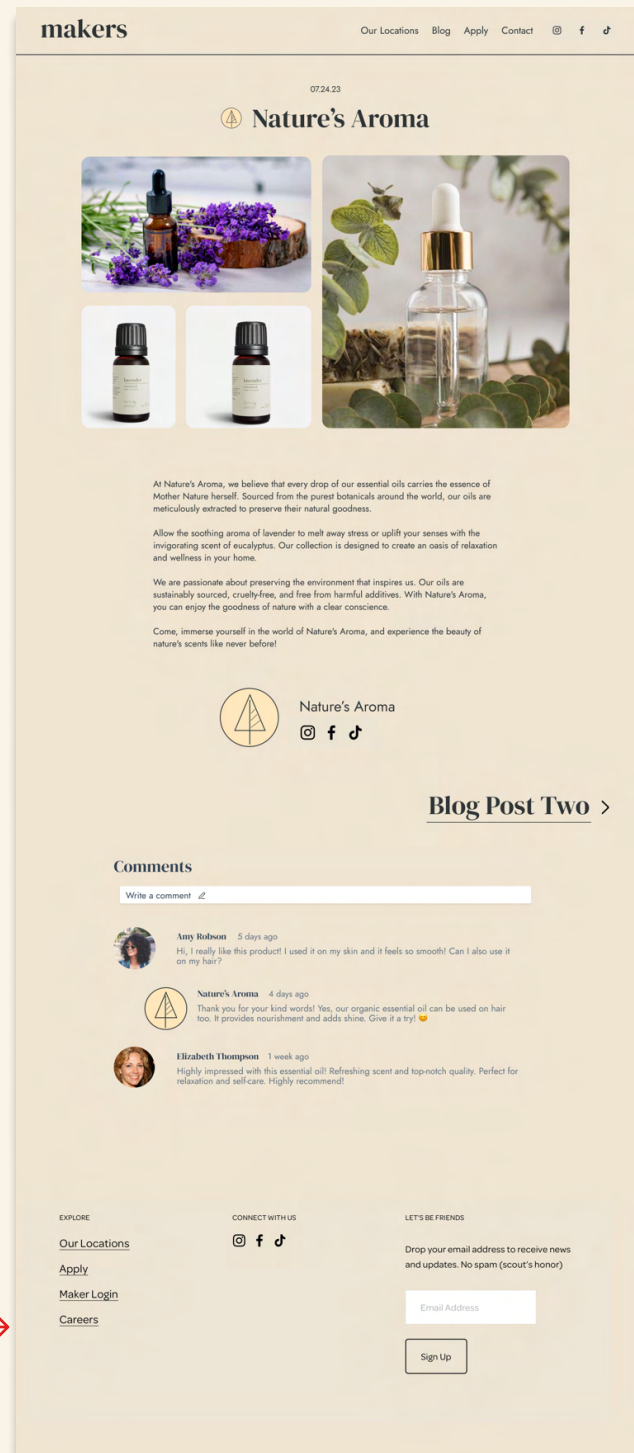 makers
Our Locations Blog Apply Contact
07.24.23
Nature's Aroma
lavender
lavender
At Nature's Aroma, we believe that every drop of our essential oils carries the essence of
Mother Nature herself. Sourced from the purest botanicals around the world, our oils are
meticulously extracted to preserve their natural goodness.
Allow the soothing aroma of lavender to melt away stress or uplift your senses with the
invigorating scent of eucalyptus. Our collection is designed to create an oasis of relaxation
and wellness in your home.
We are passionate about preserving the environment that inspires us. Our oils are
sustainably sourced, cruelty-free, and free from harmful additives. With Nature's Aroma,
you can enjoy the goodness of nature with a clear conscience.
Come, immerse yourself in the world of Nature's Aroma, and experience the beauty of
nature's scents like never before!
Nature's Aroma
Blog Post Two
Comments
Write a comment
Amy Robson 5 days ago
Hi, I really like this product! I used it on my skin and it feels so smooth! Can I also use it
on my hair?
Nature's Aroma 4 days ago
Thank you for your kind words! Yes, our organic essential oil can be used on hair
too. It provides nourishment and adds shine. Give it a try! 😊
Elizabeth Thompson 1 week ago
Highly impressed with this essential oil! Refreshing scent and top-notch quality. Perfect for
relaxation and self-care. Highly recommend!
EXPLORE
Our Locations
Apply
Maker Login
Careers
CONNECT WITH US
LET'S BE FRIENDS
Drop your email address to receive news
and updates. No spam (scout's honor)
Email Address
Sign Up